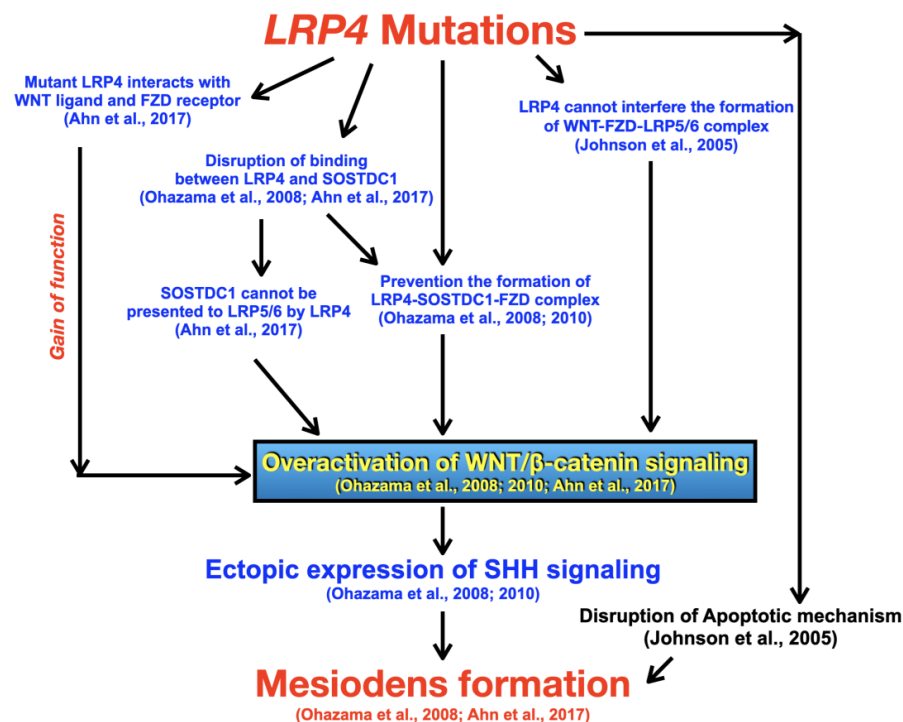 LRP4 Mutations
Mutant LRP4 interacts with
WNT ligand and FZD receptor
(Ahn et al., 2017)
LRP4 cannot interfere the formation
of WNT-FZD-LRP5/6 complex
(Johnson et al., 2005)
Disruption of binding
between LRP4 and SOSTDC1
(Ohazama et al., 2008; Ahn et al., 2017)
Gain of function
SOSTDC1 cannot be
presented to LRP5/6 by LRP4
(Ahn et al., 2017)
Prevention the formation of
LRP4-SOSTDC1-FZD complex
(Ohazama et al., 2008; 2010)
Overactivation of WNT/β-catenin signaling
(Ohazama et al., 2008; 2010; Ahn et al., 2017)
Ectopic expression of SHH signaling
(Ohazama et al., 2008; 2010)
Disruption of Apoptotic mechanism
(Johnson et al., 2005)
Mesiodens formation
(Ohazama et al., 2008; Ahn et al., 2017)